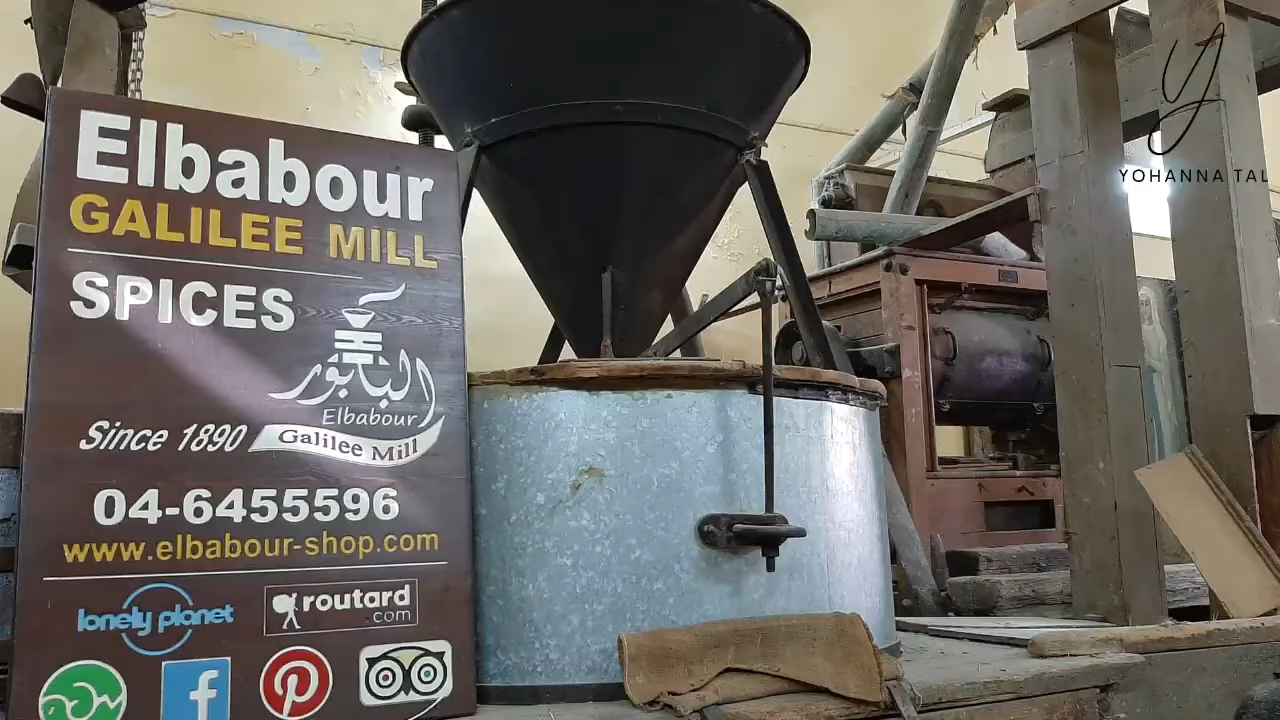 Elbabour
GALILEE MILL
SPICES
البابور
Elbabour
Since 1890
Galilee Mill
04-6455596
www.elbabour-shop.com
lonely planet
routard
.com
YOHANNA TAL